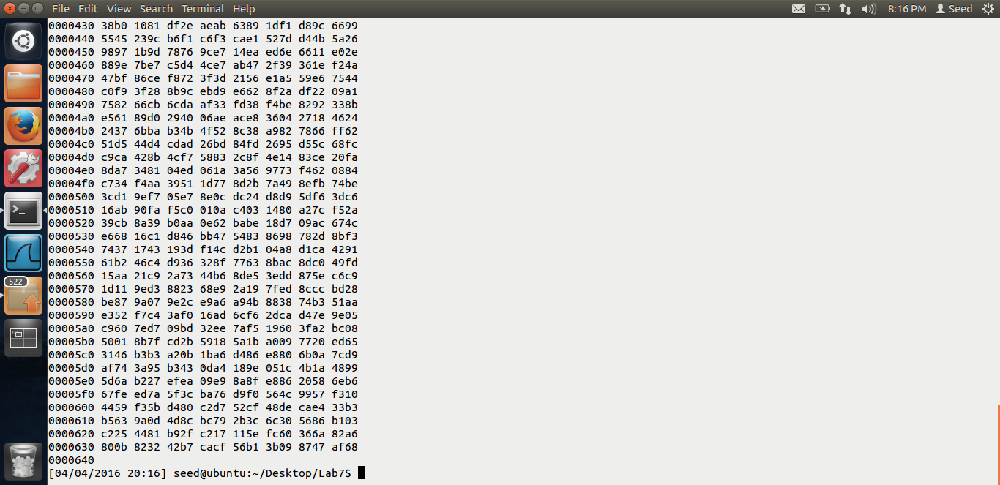 File Edit View Search Terminal Help 8:16 PM Seed
0000430 38b0 1081 df2e aeab 6389 1df1 d89c 6699
0000440 5545 239c b6f1 c6f3 cae1 527d d44b 5a26
0000450 9897 1b9d 7876 9ce7 14ea ed6e 6611 e02e
0000460 889e 7be7 c5d4 4ce7 ab47 2f39 361e f24a
0000470 47bf 86ce f872 3f3d 2156 e1a5 59e6 7544
0000480 c0f9 3f28 8b9c ebd9 e662 8f2a df22 09a1
0000490 7582 66cb 6cda af33 fd38 f4be 8292 338b
00004a0 e561 89d0 2940 06ae ace8 3604 2718 4624
00004b0 2437 6bba b34b 4f52 8c38 a982 7866 ff62
00004c0 51d5 44d4 cdad 26bd 84fd 2695 d55c 68fc
00004d0 c9ca 428b 4cf7 5883 2c8f 4e14 83ce 20fa
00004e0 8da7 3481 04ed 061a 3a56 9773 f462 0884
00004f0 c734 f4aa 3951 1d77 8d2b 7a49 8efb 74be
0000500 3cd1 9ef7 05e7 8e0c dc24 d8d9 5df6 3dc6
0000510 16ab 90fa f5c0 010a c403 1480 a27c f52a
0000520 39cb 8a39 b0aa 0e62 babe 18d7 09ac 674c
0000530 e668 16c1 d846 bb47 5483 8698 782d 8bf3
0000540 7437 1743 193d f14c d2b1 04a8 d1ca 4291
0000550 61b2 46c4 d936 328f 7763 8bac 8dc0 49fd
0000560 15aa 21c9 2a73 44b6 8de5 3edd 875e c6c9
0000570 1d11 9ed3 8823 68e9 2a19 7fed 8ccc bd28
0000580 be87 9a07 9e2c e9a6 a94b 8838 74b3 51aa
0000590 e352 f7c4 3af0 16ad 6cf6 2dca d47e 9e05
00005a0 c960 7ed7 09bd 32ee 7af5 1960 3fa2 bc08
00005b0 5001 8b7f cd2b 5918 5a1b a009 7720 ed65
00005c0 3146 b3b3 a20b 1ba6 d486 e880 6b0a 7cd9
00005d0 af74 3a95 b343 0da4 189e 051c 4b1a 4899
00005e0 5d6a b227 efea 09e9 8a8f e886 2058 6eb6
00005f0 67fe ed7a 5f3c ba76 d9f0 564c 9957 f310
0000600 4459 f35b d480 c2d7 52cf 48de cae4 33b3
0000610 b563 9a0d 4d8c bc79 2b3c 6c30 5686 b103
0000620 c225 4481 b92f c217 115e fc60 366a 82a6
0000630 800b 8232 42b7 cacf 56b1 3b09 8747 af68
0000640
[04/04/2016 20:16] seed@ubuntu:~/Desktop/Lab7$
522